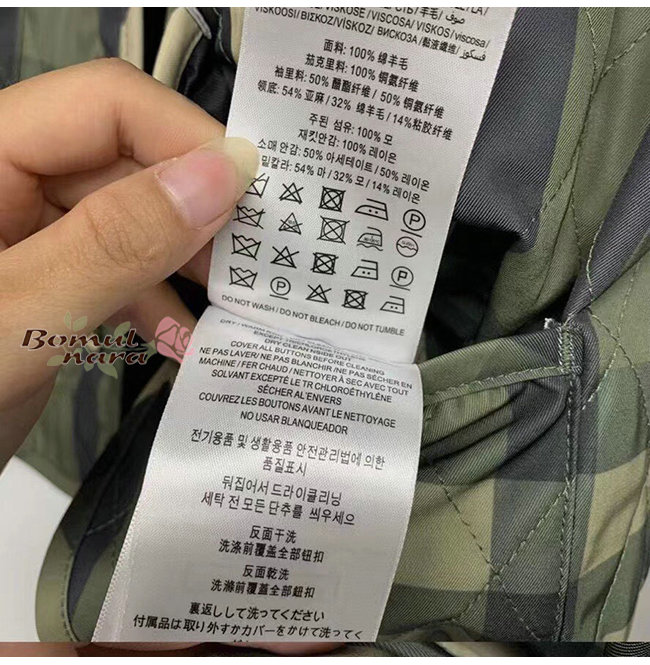 VISKOOSI/ВІЗКОZ/VÍSKOZ/ ВИСКОЗА/黏液纖維/فسكوز
面料: 100% 绵羊毛
茄克里料: 100% 铜氨纤维
袖里料: 50% 醋酯纤维/ 50% 铜氨纤维
领底: 54% 亚麻/ 32% 绵羊毛/ 14%粘胶纤维
주된 섬유: 100% 모
재킷안감: 100% 레이온
소매 안감: 50% 아세테이트/ 50% 레이온
밑칼라: 54% 마/ 32% 모/ 14% 레이온
DO NOT WASH / DO NOT BLEACH / DO NOT TUMBLE
DRY CLEAN INSIDE OUT
COVER ALL BUTTONS BEFORE CLEANING
NE PAS LAVER/ NE PAS BLANCHIR /NE PAS SÉCHER EN
MACHINE / FER CHAUD / NETTOYER À SEC AVEC TOUT
SOLVANT EXCEPTÉ LE TR CHLOROÉTHYLÈNE
SÉCHER AL'ENVERS
COUVREZ LES BOUTONS AVANT LE NETTOYAGE
NO USAR BLANQUEADOR
전기용품 및 생활용품 안전관리법에 의한
품질표시
뒤집어서 드라이클리닝
세탁 전 모든 단추를 씌우세요
反面干洗
洗涤前覆盖全部钮扣
反面乾洗
洗滌前覆蓋全部鈕扣
裏返しして洗ってください
付属品は取り外すかカバーをかけて洗って
Bomul
nara